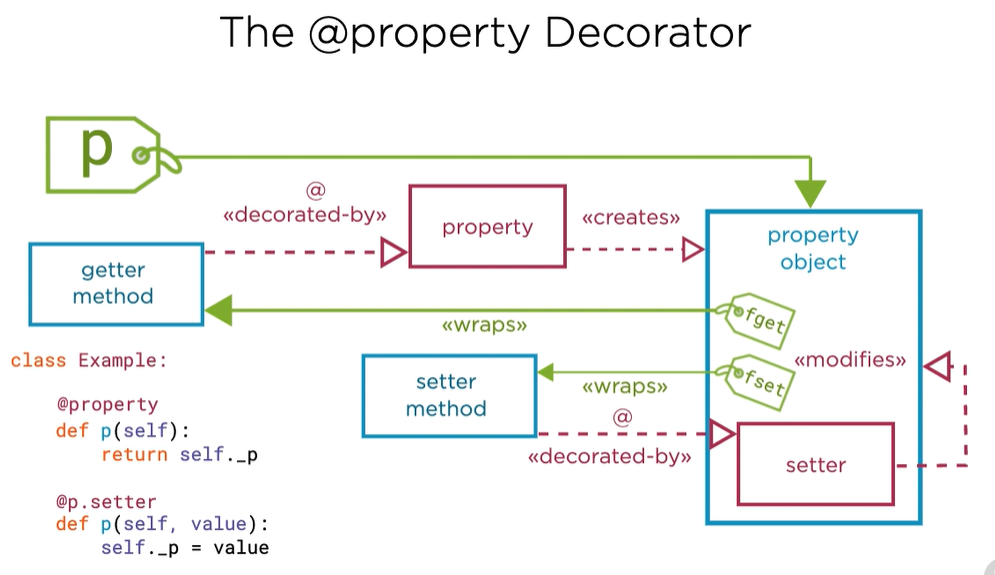 The @property Decorator
p
@
«decorated-by»
property
«creates»
property
object
getter
method
fget
«wraps»
class Example:
setter
method
«wraps»
fset
«modifies»
@
«decorated-by»
setter
@property
def p(self):
    return self._p
@p.setter
def p(self, value):
    self._p = value